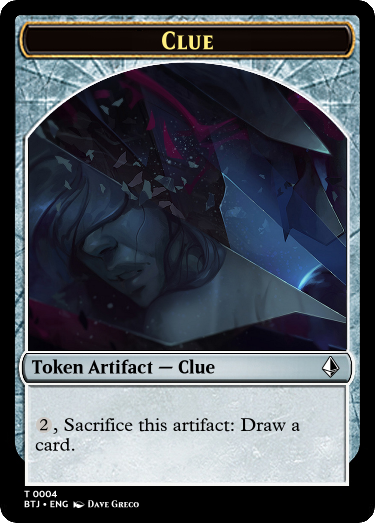 Clue
Token Artifact — Clue
2, Sacrifice this artifact: Draw a
card.
T 0004
BTJ • ENG Dave Greco